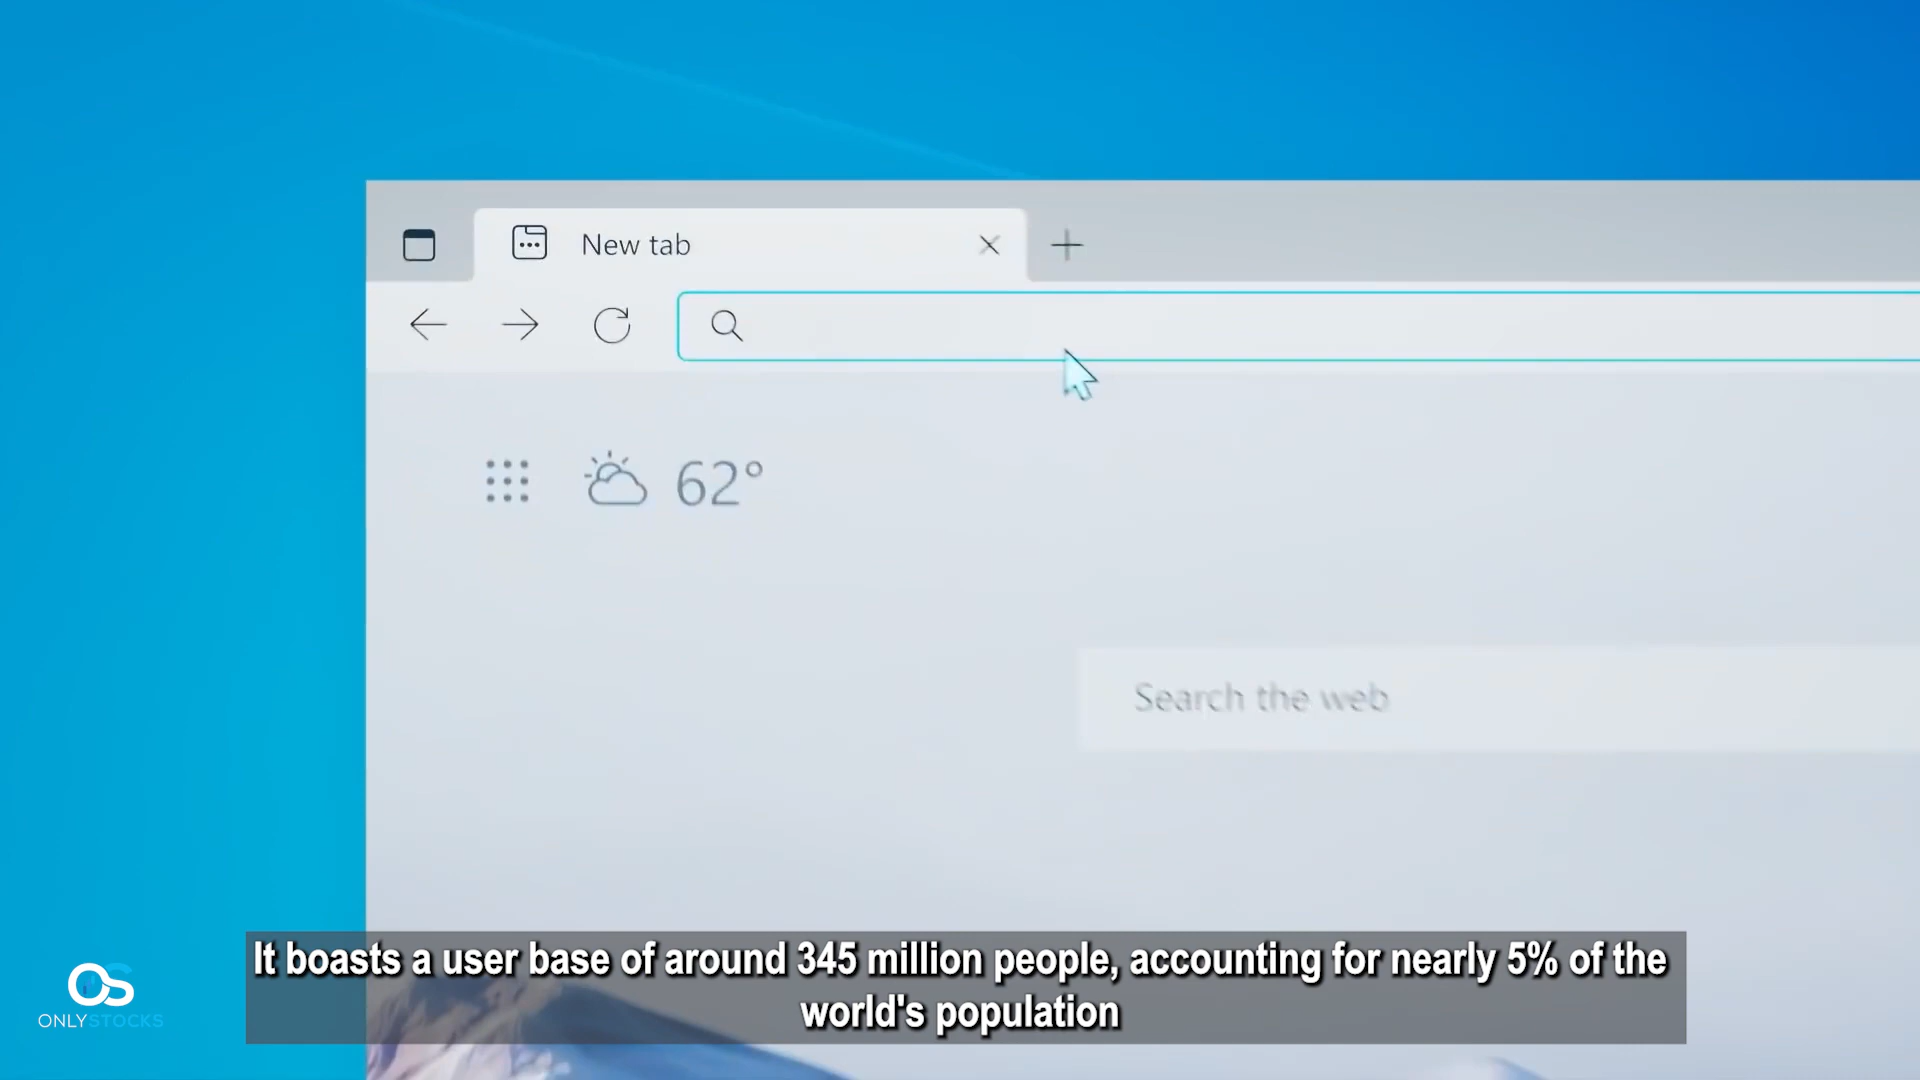 New tab
62°
Search the web
It boasts a user base of around 345 million people, accounting for nearly 5% of the
world's population
OS
ONLYSTOCKS